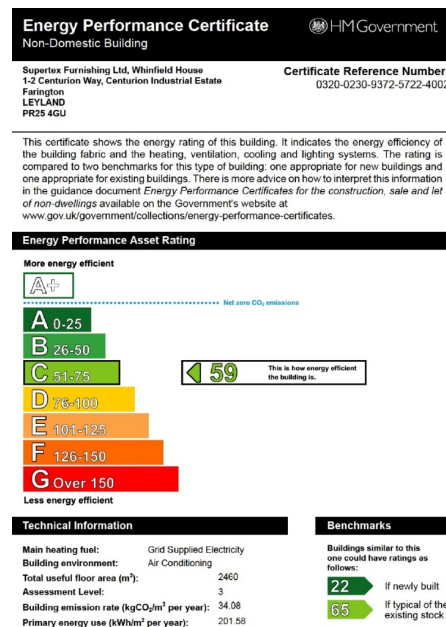 Energy Performance Certificate
HM Government
Non-Domestic Building
Supertex Furnishing Ltd, Whinfield House
1-2 Centurion Way, Centurion Industrial Estate
Farington
LEYLAND
PR25 4GU
Certificate Reference Number
0320-0230-9372-5722-4002
This certificate shows the energy rating of this building. It indicates the energy efficiency of
the building fabric and the heating, ventilation, cooling and lighting systems. The rating is
compared to two benchmarks for this type of building: one appropriate for new buildings and
one appropriate for existing buildings. There is more advice on how to interpret this information
in the guidance document Energy Performance Certificates for the construction, sale and let
of non-dwellings available on the Government's website at
www.gov.uk/government/collections/energy-performance-certificates.
Energy Performance Asset Rating
More energy efficient
A+
Net zero CO₂ emissions
A 0-25
B 26-50
C 51-75
59
This is how energy efficient
the building is.
D 76-100
E 101-125
F 126-150
G Over 150
Less energy efficient
Technical Information
Main heating fuel: Grid Supplied Electricity
Building environment: Air Conditioning
Total useful floor area (m²): 2460
Assessment Level: 3
Building emission rate (kgCO₂/m² per year): 34.08
Primary energy use (kWh/m² per year): 201.58
Benchmarks
Buildings similar to this
one could have ratings as
follows:
22 If newly built
65 If typical of the
existing stock